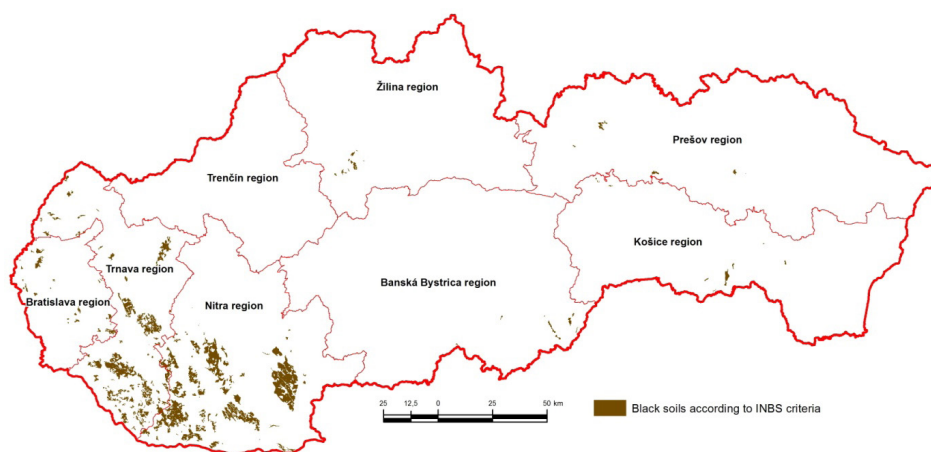 Žilina region
Prešov region
Trenčín region
Košice region
Trnava region
Banská Bystrica region
Bratislava region
Nitra region
25 12,5 0 25 50 km
Black soils according to INBS criteria